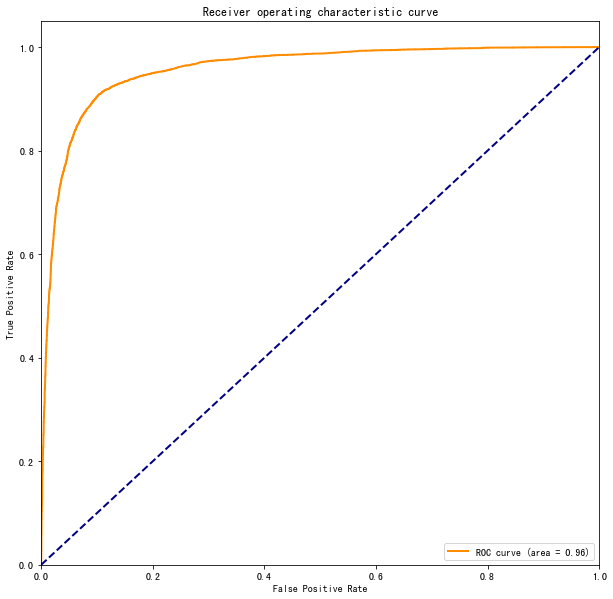 Receiver operating characteristic curve
1.0
0.8
0.6
0.4
0.2
0.0
True Positive Rate
0.0 0.2 0.4 0.6 0.8 1.0
False Positive Rate
ROC curve (area = 0.96)